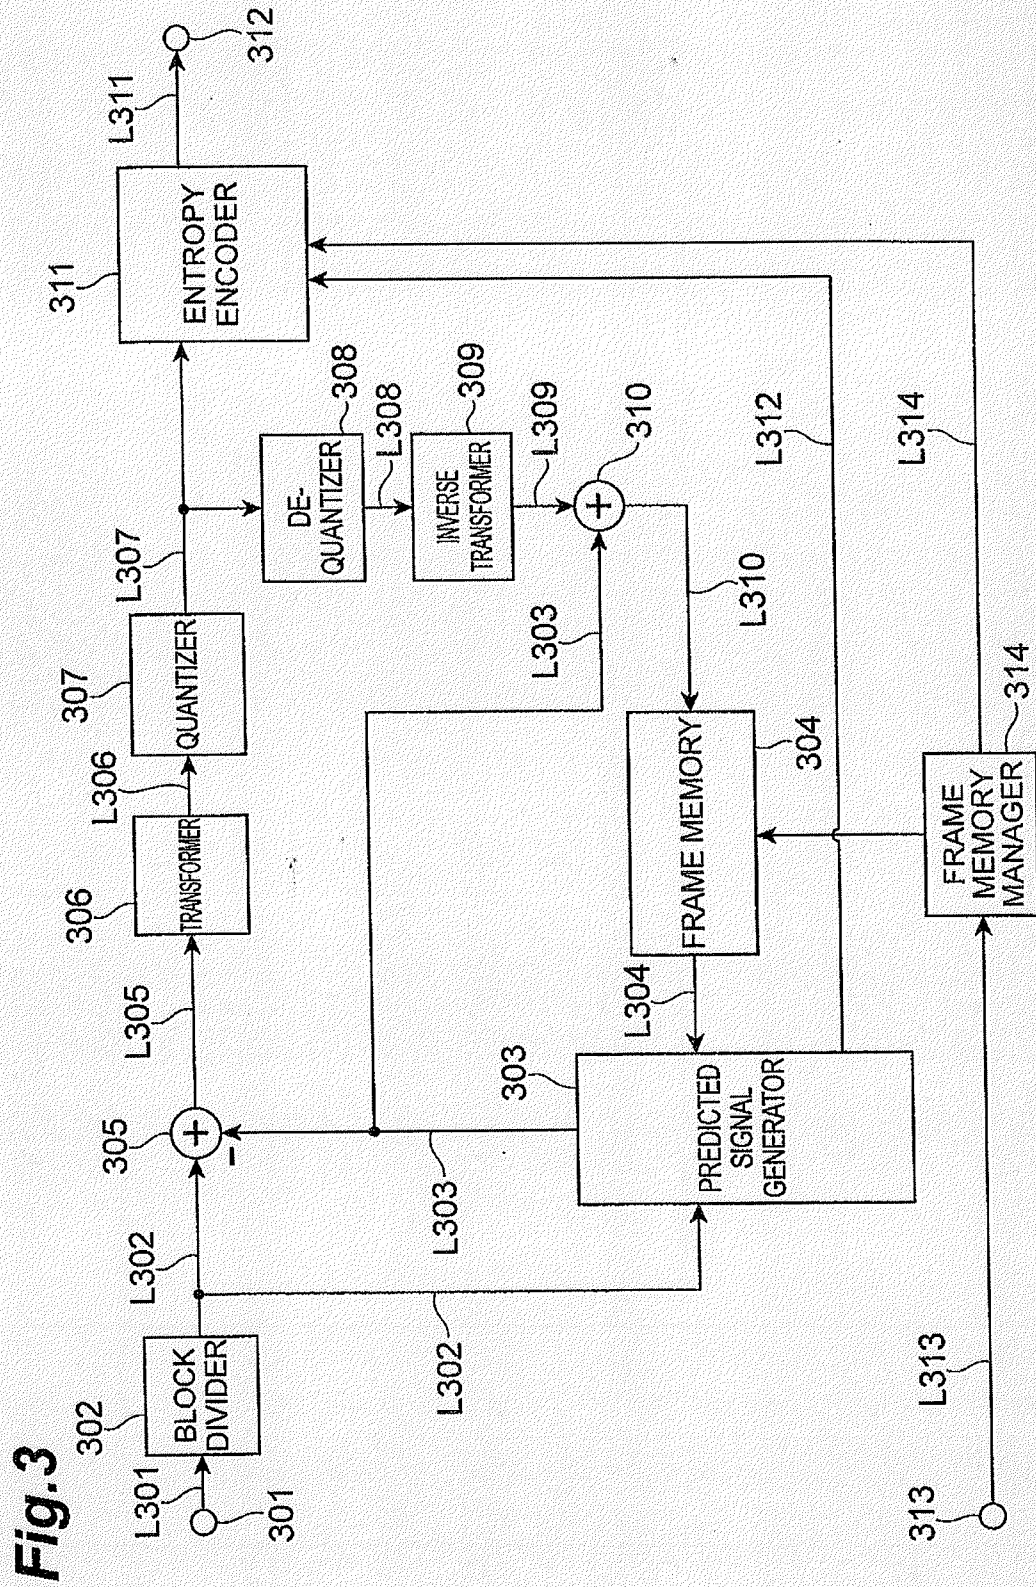 Fig.3
301
L301
302
BLOCK
DIVIDER
L302
L302
305
+
-
L305
306
TRANSFORMER
L306
307
QUANTIZER
L307
311
ENTROPY
ENCODER
L311
312
DE-
QUANTIZER
308
L308
INVERSE
TRANSFORMER
309
L309
+
310
L303
L310
L303
303
PREDICTED
SIGNAL
GENERATOR
L304
FRAME MEMORY
304
L312
313
L313
FRAME
MEMORY
MANAGER
314
L314